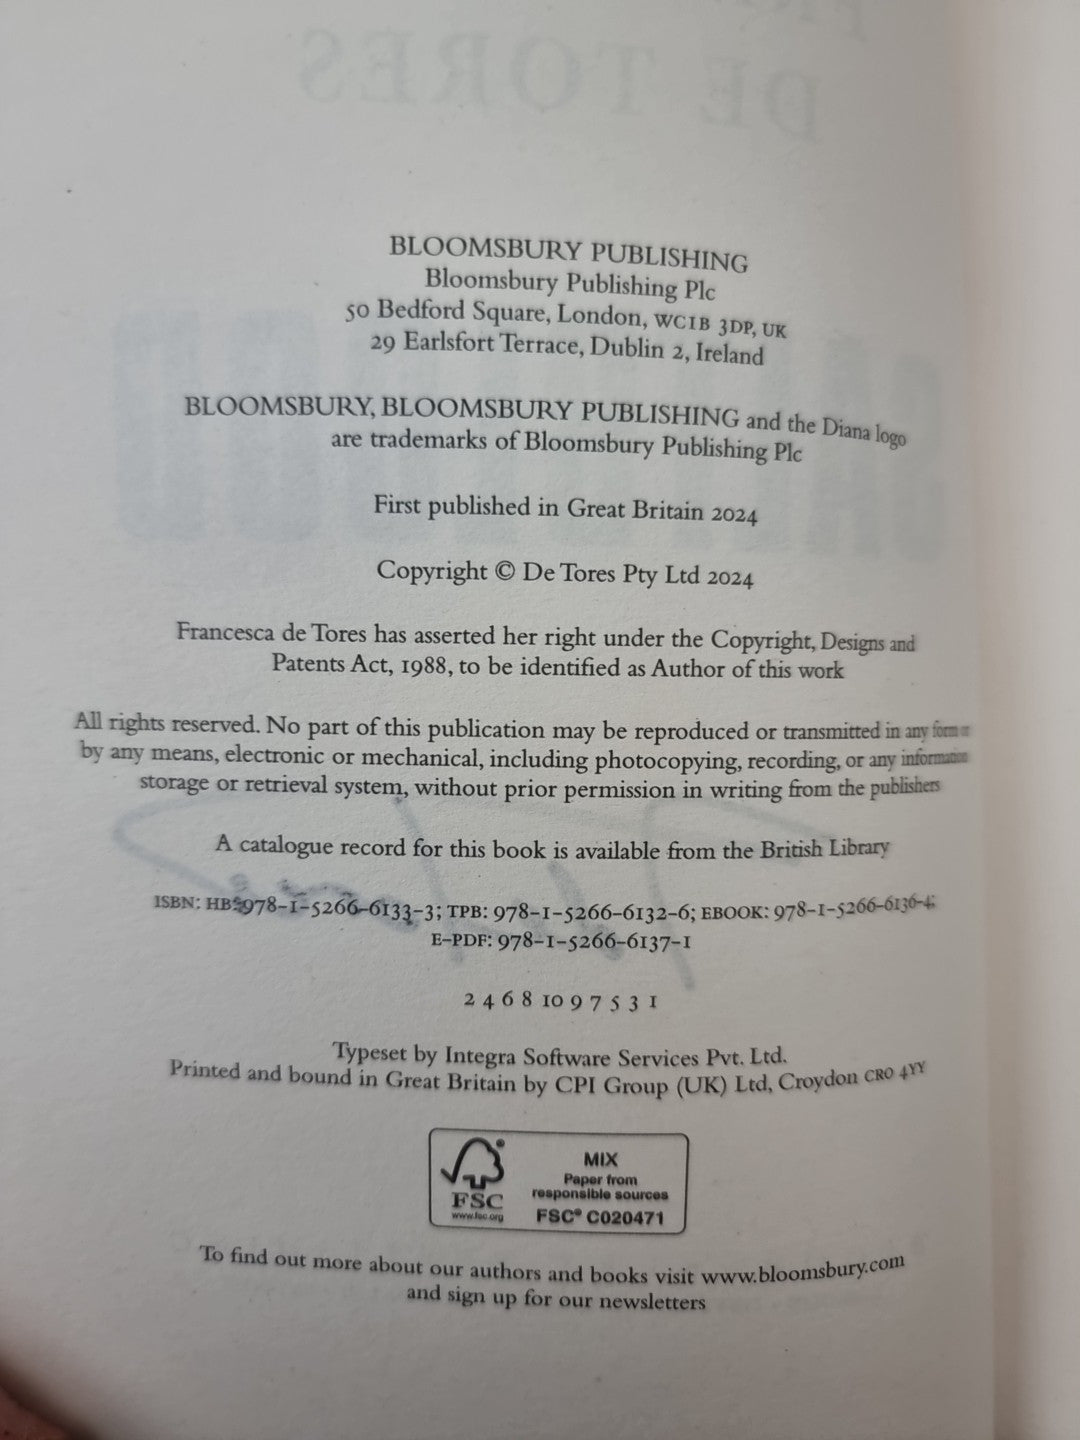 DE TORES
BLOOMSBURY PUBLISHING
Bloomsbury Publishing Plc
50 Bedford Square, London, WC1B 3DP, UK
29 Earlsfort Terrace, Dublin 2, Ireland
BLOOMSBURY, BLOOMSBURY PUBLISHING and the Diana logo
are trademarks of Bloomsbury Publishing Plc
First published in Great Britain 2024
Copyright © De Tores Pty Ltd 2024
Francesca de Tores has asserted her right under the Copyright, Designs and
Patents Act, 1988, to be identified as Author of this work
All rights reserved. No part of this publication may be reproduced or transmitted in any form or
by any means, electronic or mechanical, including photocopying, recording, or any information
storage or retrieval system, without prior permission in writing from the publishers
A catalogue record for this book is available from the British Library
ISBN: HB: 978-1-5266-6133-3; TPB: 978-1-5266-6132-6; EBOOK: 978-1-5266-6136-4;
E-PDF: 978-1-5266-6137-1
2 4 6 8 10 9 7 5 3 1
Typeset by Integra Software Services Pvt. Ltd.
Printed and bound in Great Britain by CPI Group (UK) Ltd, Croydon CR0 4YY
FSC
www.fsc.org
MIX
Paper from
responsible sources
FSC® C020471
To find out more about our authors and books visit www.bloomsbury.com
and sign up for our newsletters